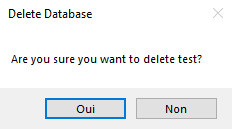 Delete Database
Are you sure you want to delete test?
Oui
Non